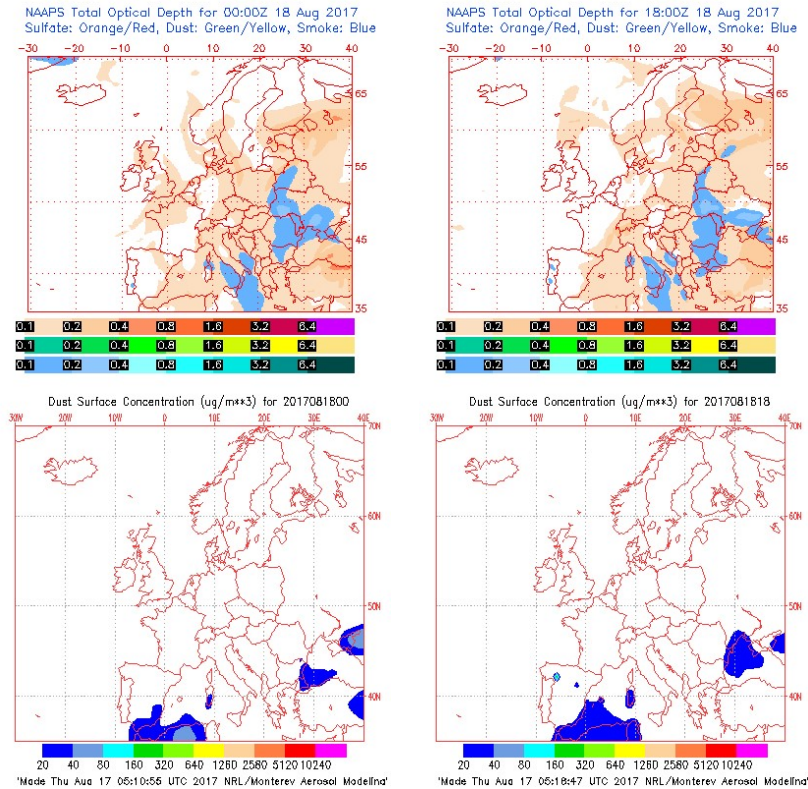 NAAPS Total Optical Depth for 00:00Z 18 Aug 2017
Sulfate: Orange/Red, Dust: Green/Yellow, Smoke: Blue
-30 -20 -10 0 10 20 30 40
65
55
45
35
0.1 0.2 0.4 0.8 1.6 3.2 6.4
0.1 0.2 0.4 0.8 1.6 3.2 6.4
0.1 0.2 0.4 0.8 1.6 3.2 6.4
NAAPS Total Optical Depth for 18:00Z 18 Aug 2017
Sulfate: Orange/Red, Dust: Green/Yellow, Smoke: Blue
-30 -20 -10 0 10 20 30 40
65
55
45
35
0.1 0.2 0.4 0.8 1.6 3.2 6.4
0.1 0.2 0.4 0.8 1.6 3.2 6.4
0.1 0.2 0.4 0.8 1.6 3.2 6.4
Dust Surface Concentration (ug/m**3) for 2017081800
30W 20W 10W 0 10E 20E 30E 40E
70N
60N
50N
40N
20 40 80 160 320 640 1260 2580 5120 10240
'Made Thu Aug 17 05:10:55 UTC 2017 NRL/Monterey Aerosol Modeling'
Dust Surface Concentration (ug/m**3) for 2017081818
30W 20W 10W 0 10E 20E 30E 40E
70N
60N
50N
40N
20 40 80 160 320 640 1260 2580 5120 10240
'Made Thu Aug 17 05:16:47 UTC 2017 NRL/Monterey Aerosol Modeling'